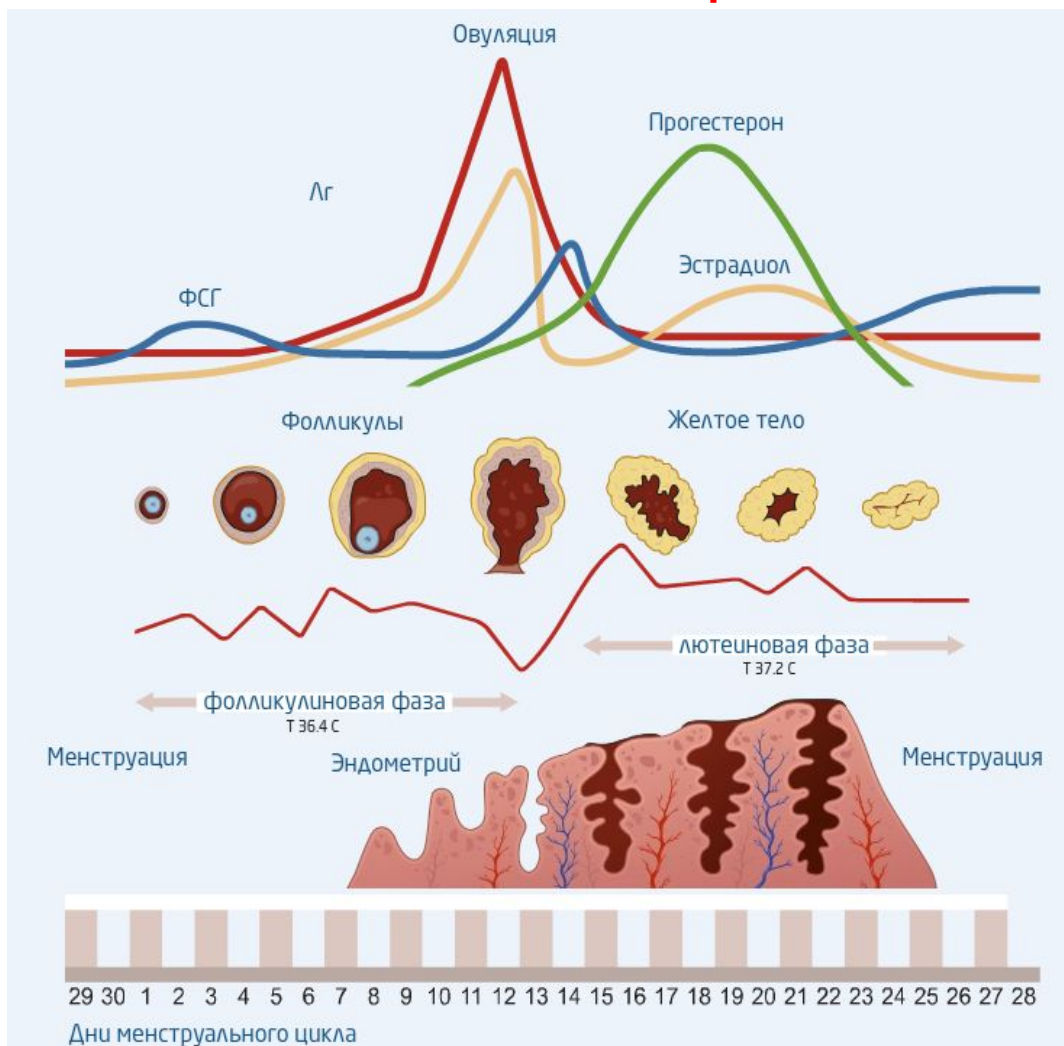 Овуляция
Прогестерон
Лг
Эстрадиол
ФСГ
Фолликулы
Желтое тело
лютеиновая фаза
Т 37.2 С
фолликулиновая фаза
Т 36.4 С
Менструация
Эндометрий
Менструация
29 30 1 2 3 4 5 6 7 8 9 10 11 12 13 14 15 16 17 18 19 20 21 22 23 24 25 26 27 28
Дни менструального цикла